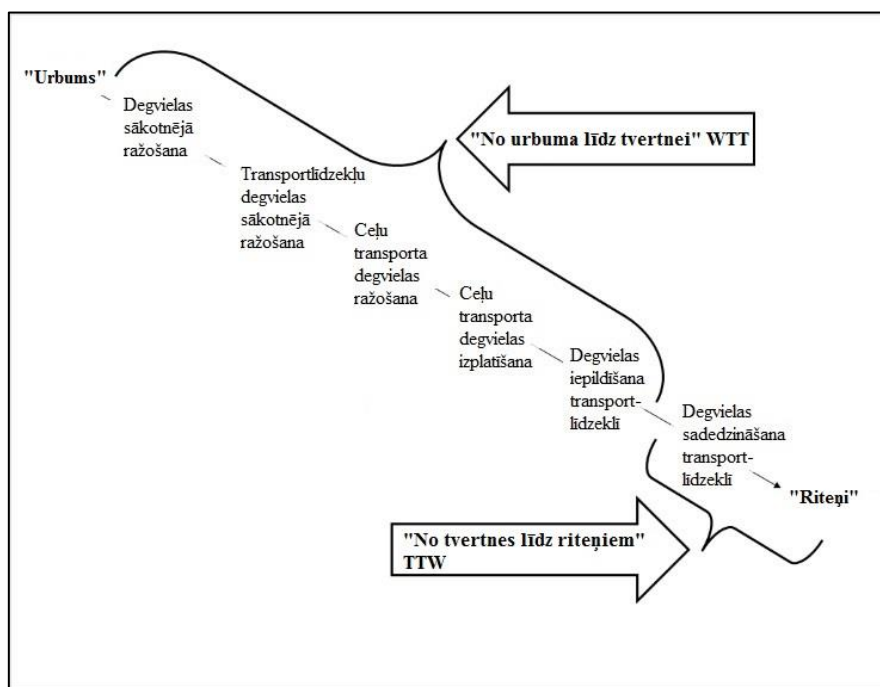 "Urbums"
Degvielas
sākotnējā
ražošana
"No urbuma līdz tvertnei" WTT
Transportlīdzekļu
degvielas
sākotnējā
ražošana
Ceļu
transporta
degvielas
ražošana
Ceļu
transporta
degvielas
izplatīšana
Degvielas
iepildīšana
transport-
līdzeklī
Degvielas
sadedzināšana
transport-
līdzeklī
"Riteņi"
"No tvertnes līdz riteņiem"
TTW